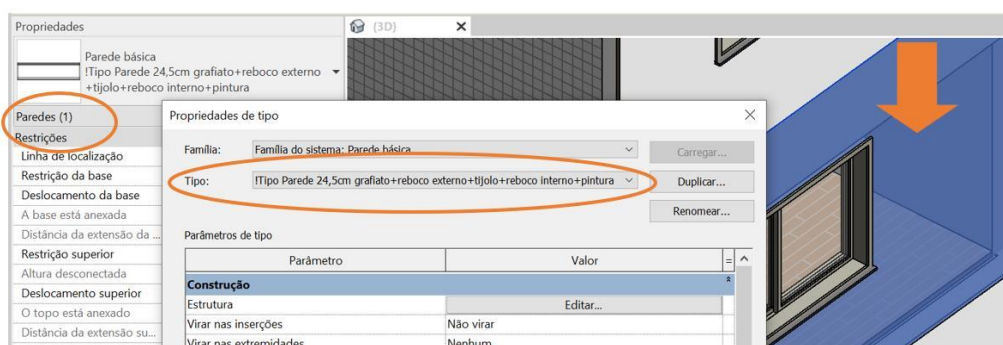 Propriedades
(3D)
Parede básica
!Tipo Parede 24,5cm grafiato+reboco externo
+tijolo+reboco interno+pintura
Paredes (1)
Restrições
Linha de localização
Restrição da base
Deslocamento da base
A base está anexada
Distância da extensão da ...
Restrição superior
Altura desconectada
Deslocamento superior
O topo está anexado
Distância da extensão su...
Propriedades de tipo
Família:
Família do sistema: Parede básica
Carregar...
Tipo:
!Tipo Parede 24,5cm grafiato+reboco externo+tijolo+reboco interno+pintura
Duplicar...
Renomear...
Parâmetros de tipo
Parâmetro
Valor
=
Construção
Estrutura
Editar...
Virar nas inserções
Não virar
Virar nas extremidades
Nenhum